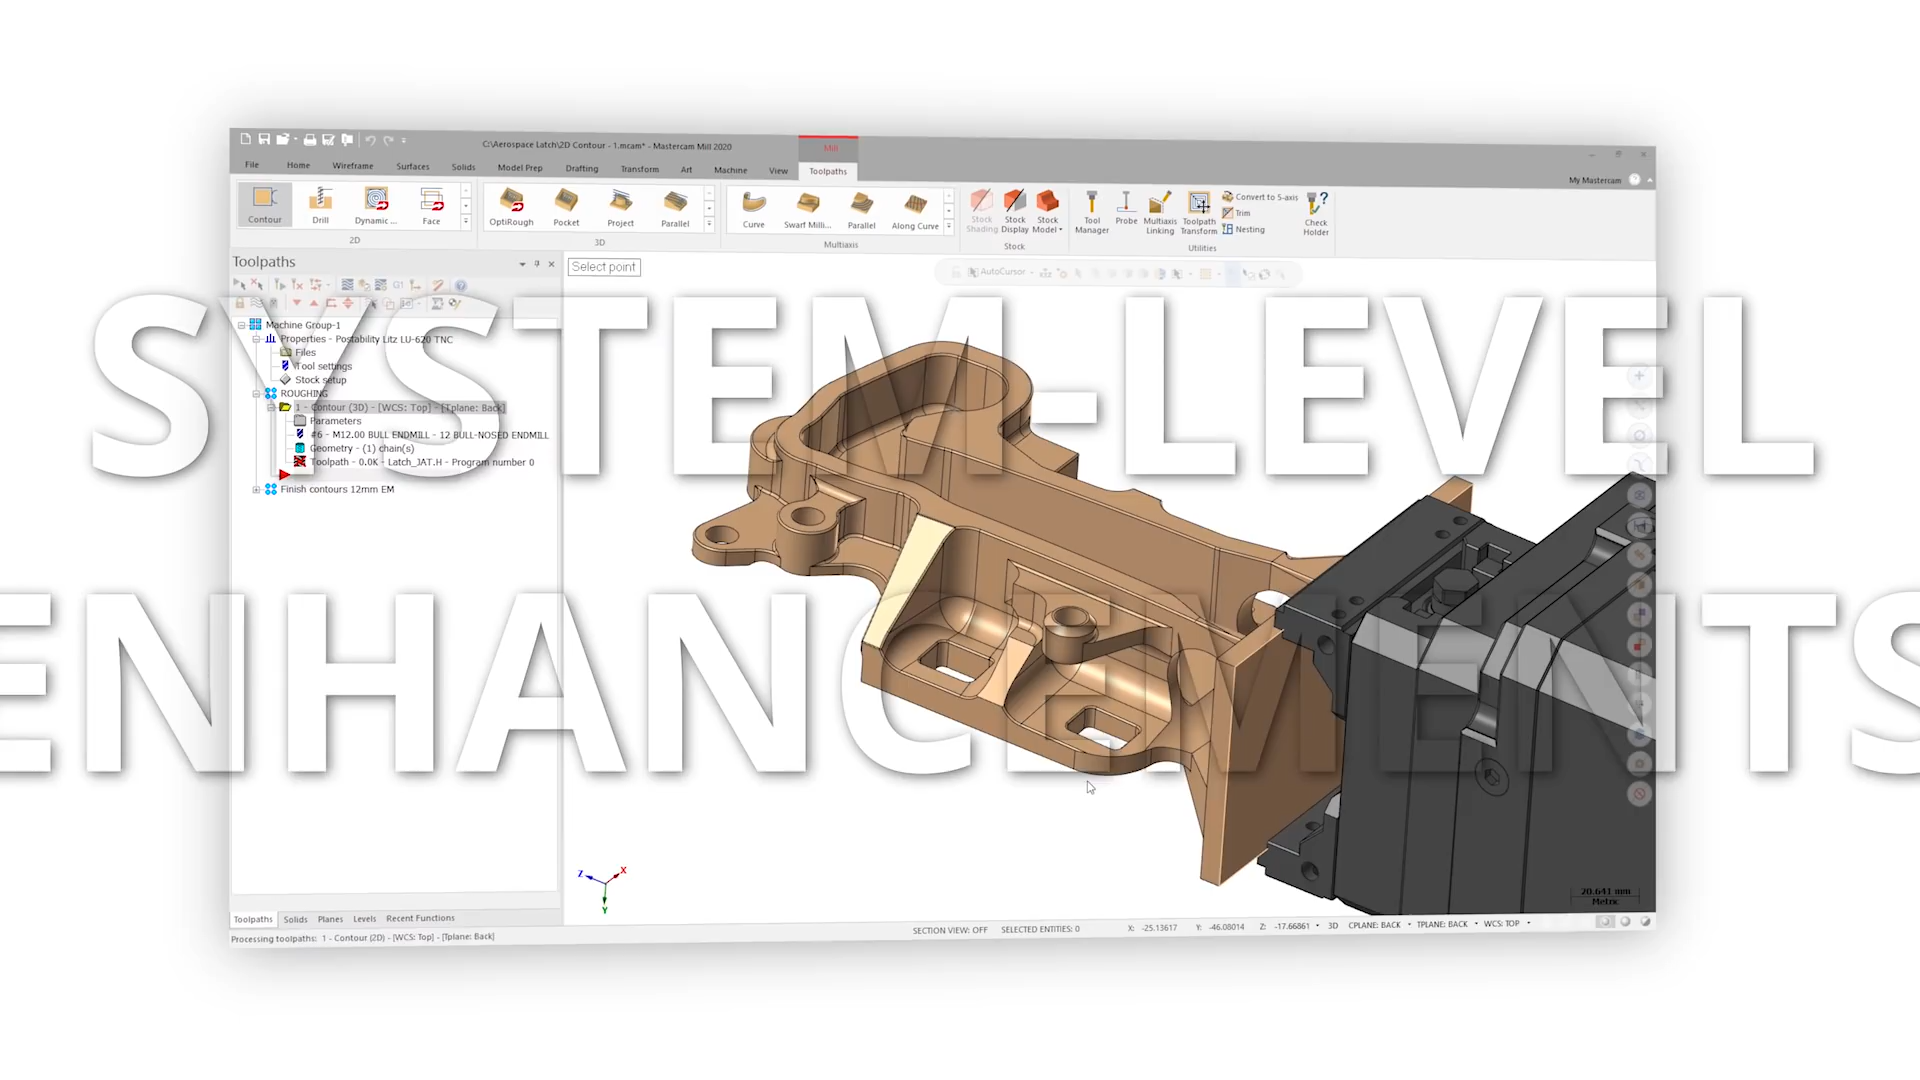 C:\Aerospace Latch\2D Contour - 1.mcam* - Mastercam Mill 2020
Mill
File Home Wireframe Surfaces Solids Model Prep Drafting Transform Art Machine View Toolpaths
My Mastercam
Contour Drill Dynamic ... Face
2D
OptiRough Pocket Project Parallel
3D
Curve Swarf Milli... Parallel Along Curve
Multiaxis
Stock Shading Stock Display Stock Model
Stock
Tool Manager Probe Multiaxis Linking Toolpath Transform
Convert to 5-axis
Trim
Nesting
Check Holder
Utilities
Toolpaths
Select point
AutoCursor
SYSTEM-LEVEL
ENHANCEMENTS
Machine Group-1
Properties - Postability Litz LU-620 TNC
Files
Tool settings
Stock setup
ROUGHING
1 - Contour (3D) - [WCS: Top] - [Tplane: Back]
Parameters
#6 - M12.00 BULL ENDMILL - 12 BULL-NOSED ENDMILL
Geometry - (1) chain(s)
Toolpath - 0.0K - Latch_JAT.H - Program number 0
Finish contours 12mm EM
Z X
Y
20.641 mm
Metric
Toolpaths Solids Planes Levels Recent Functions
Processing toolpaths: 1 - Contour (2D) - [WCS: Top] - [Tplane: Back]
SECTION VIEW: OFF SELECTED ENTITIES: 0 X: -25.13617 Y: -46.08014 Z: -17.66861 3D CPLANE: BACK TPLANE: BACK WCS: TOP